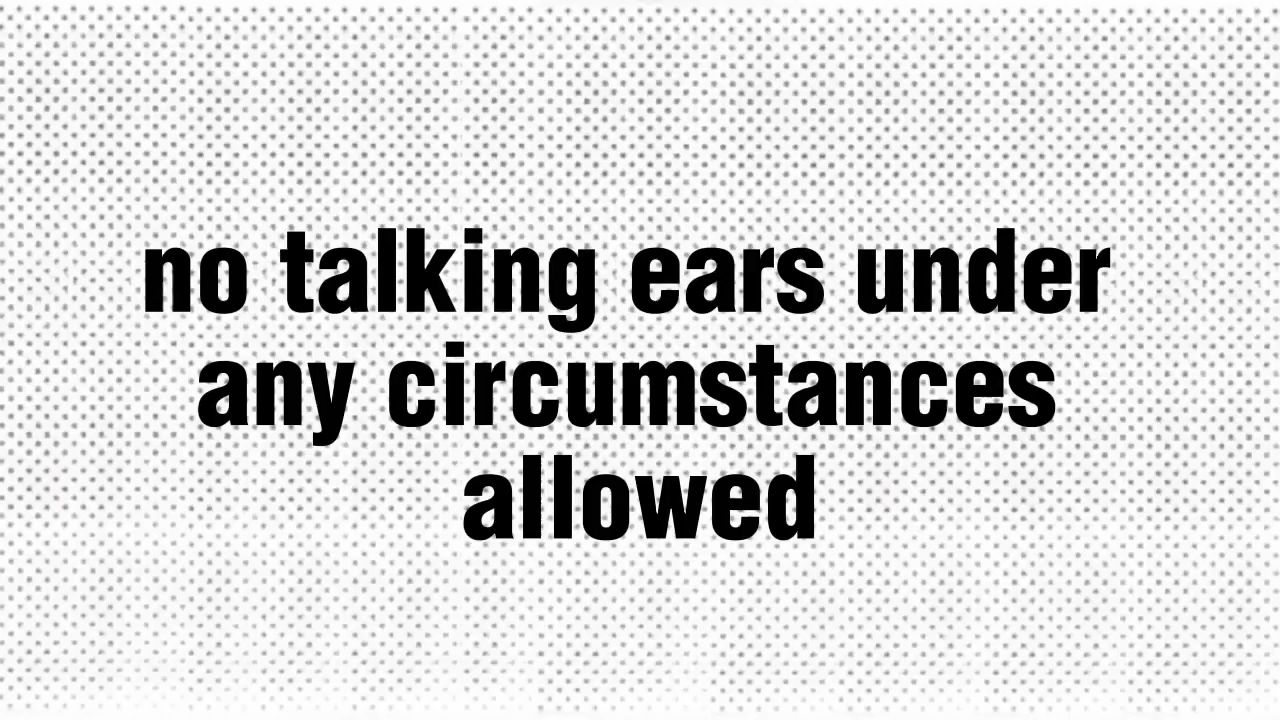 no talking ears under
any circumstances
allowed